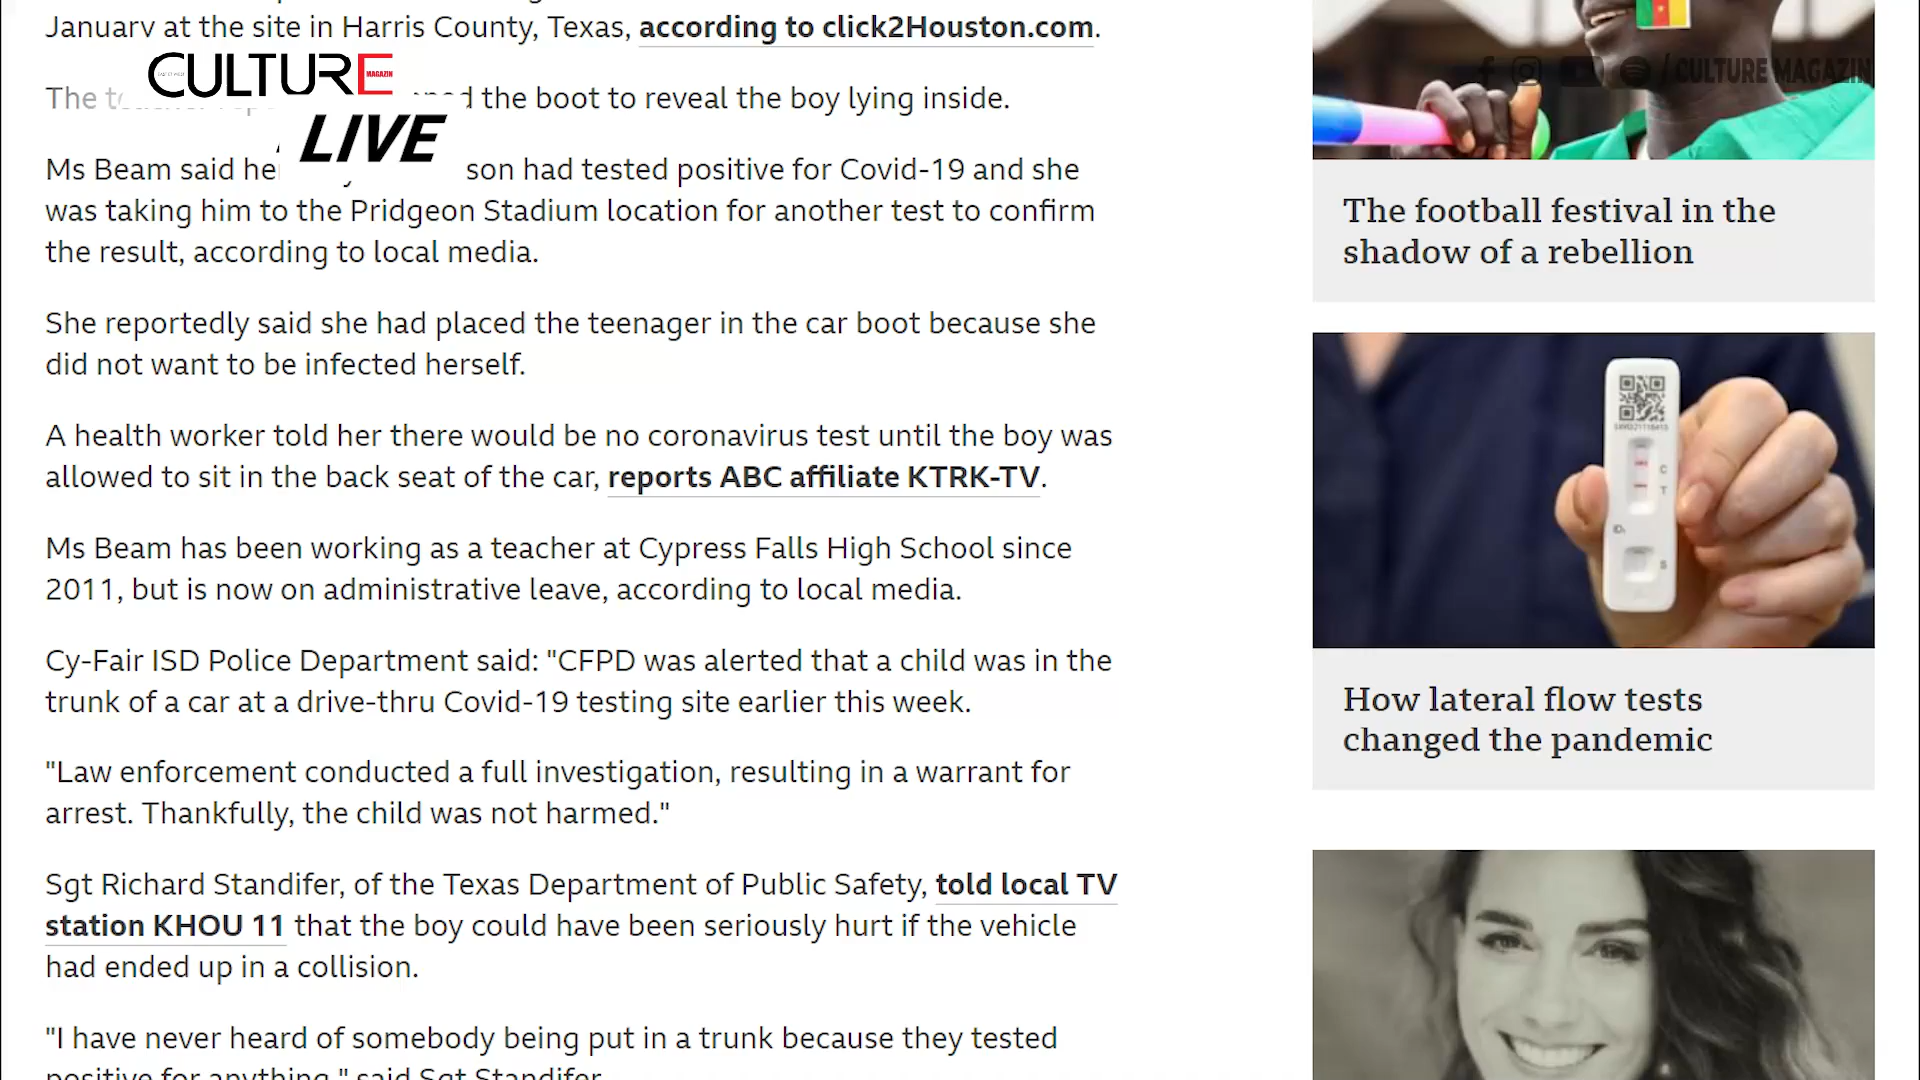 January at the site in Harris County, Texas, according to click2Houston.com.
CULTURE
MAGAZIN
LIVE
The the boot to reveal the boy lying inside.
Ms Beam said son had tested positive for Covid-19 and she
was taking him to the Pridgeon Stadium location for another test to confirm
the result, according to local media.
She reportedly said she had placed the teenager in the car boot because she
did not want to be infected herself.
A health worker told her there would be no coronavirus test until the boy was
allowed to sit in the back seat of the car, reports ABC affiliate KTRK-TV.
Ms Beam has been working as a teacher at Cypress Falls High School since
2011, but is now on administrative leave, according to local media.
Cy-Fair ISD Police Department said: "CFPD was alerted that a child was in the
trunk of a car at a drive-thru Covid-19 testing site earlier this week.
"Law enforcement conducted a full investigation, resulting in a warrant for
arrest. Thankfully, the child was not harmed."
Sgt Richard Standifer, of the Texas Department of Public Safety, told local TV
station KHOU 11 that the boy could have been seriously hurt if the vehicle
had ended up in a collision.
"I have never heard of somebody being put in a trunk because they tested
positive for anything," said Sgt Standifer
/ CULTURE MAGAZIN
The football festival in the
shadow of a rebellion
C
T
S
How lateral flow tests
changed the pandemic